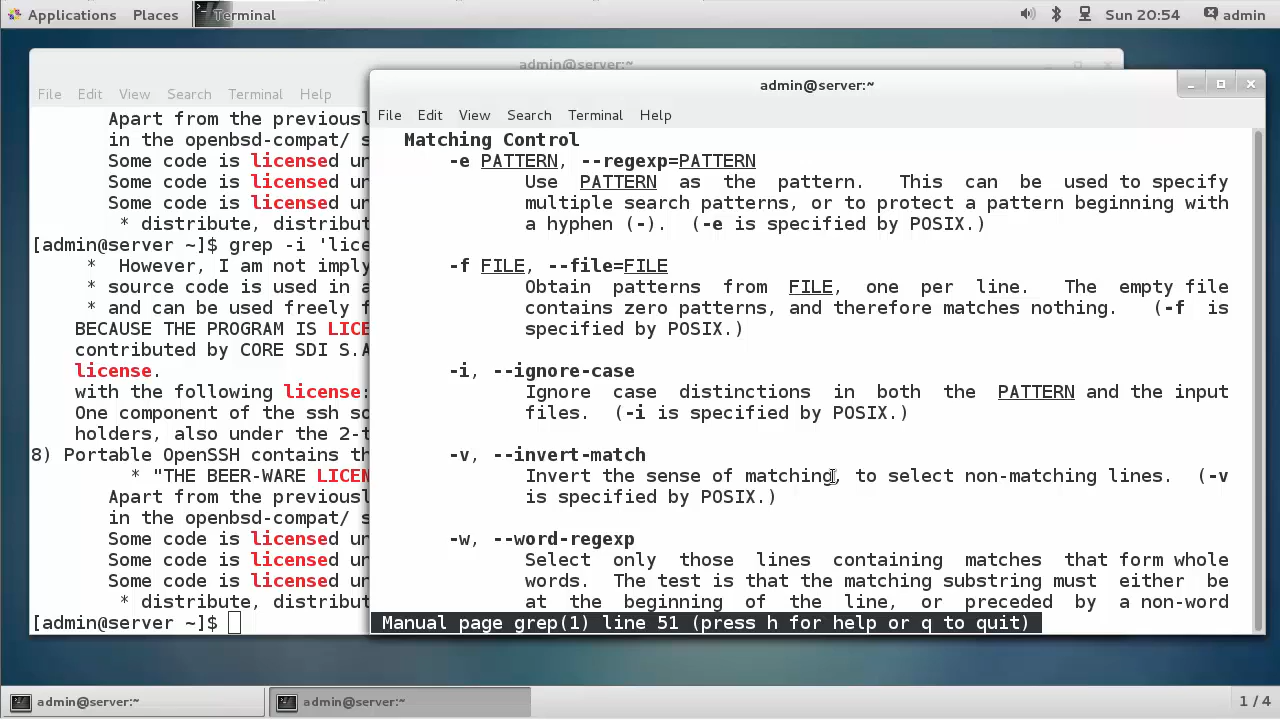 Applications Places Terminal Sun 20:54 admin
admin@server:~
File Edit View Search Terminal Help
Apart from the previousl
in the openbsd-compat/ s
Some code is licensed un
Some code is licensed un
Some code is licensed un
* distribute, distribut
[admin@server ~]$ grep -i 'lice
* However, I am not imply
* source code is used in a
* and can be used freely f
BECAUSE THE PROGRAM IS LICE
contributed by CORE SDI S.A
license.
with the following license:
One component of the ssh so
holders, also under the 2-t
8) Portable OpenSSH contains th
* "THE BEER-WARE LICEN
Apart from the previousl
in the openbsd-compat/ s
Some code is licensed un
Some code is licensed un
Some code is licensed un
* distribute, distribut
[admin@server ~]$
admin@server:~
File Edit View Search Terminal Help
Matching Control
-e PATTERN, --regexp=PATTERN
Use PATTERN as the pattern. This can be used to specify
multiple search patterns, or to protect a pattern beginning with
a hyphen (-). (-e is specified by POSIX.)
-f FILE, --file=FILE
Obtain patterns from FILE, one per line. The empty file
contains zero patterns, and therefore matches nothing. (-f is
specified by POSIX.)
-i, --ignore-case
Ignore case distinctions in both the PATTERN and the input
files. (-i is specified by POSIX.)
-v, --invert-match
Invert the sense of matching, to select non-matching lines. (-v
is specified by POSIX.)
-w, --word-regexp
Select only those lines containing matches that form whole
words. The test is that the matching substring must either be
at the beginning of the line, or preceded by a non-word
Manual page grep(1) line 51 (press h for help or q to quit)
admin@server:~ admin@server:~ 1 / 4